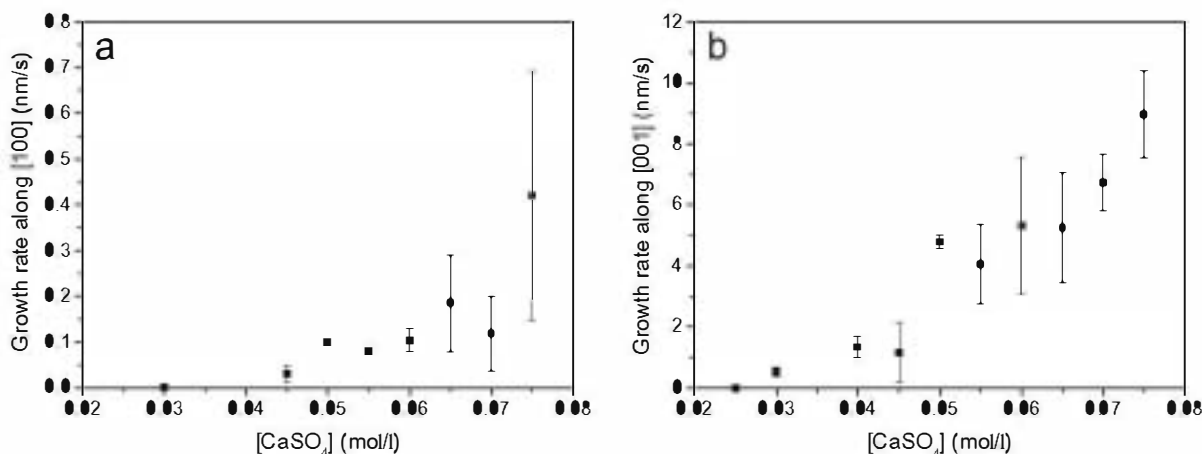 a
0.8
0.7
0.6
0.5
0.4
0.3
0.2
0.1
0.0
Growth rate along [100] (nm/s)
0.02 0.03 0.04 0.05 0.06 0.07 0.08
[CaSO₄] (mol/l)
b
12
10
8
6
4
2
0
Growth rate along [001] (nm/s)
0.02 0.03 0.04 0.05 0.06 0.07 0.08
[CaSO₄] (mol/l)